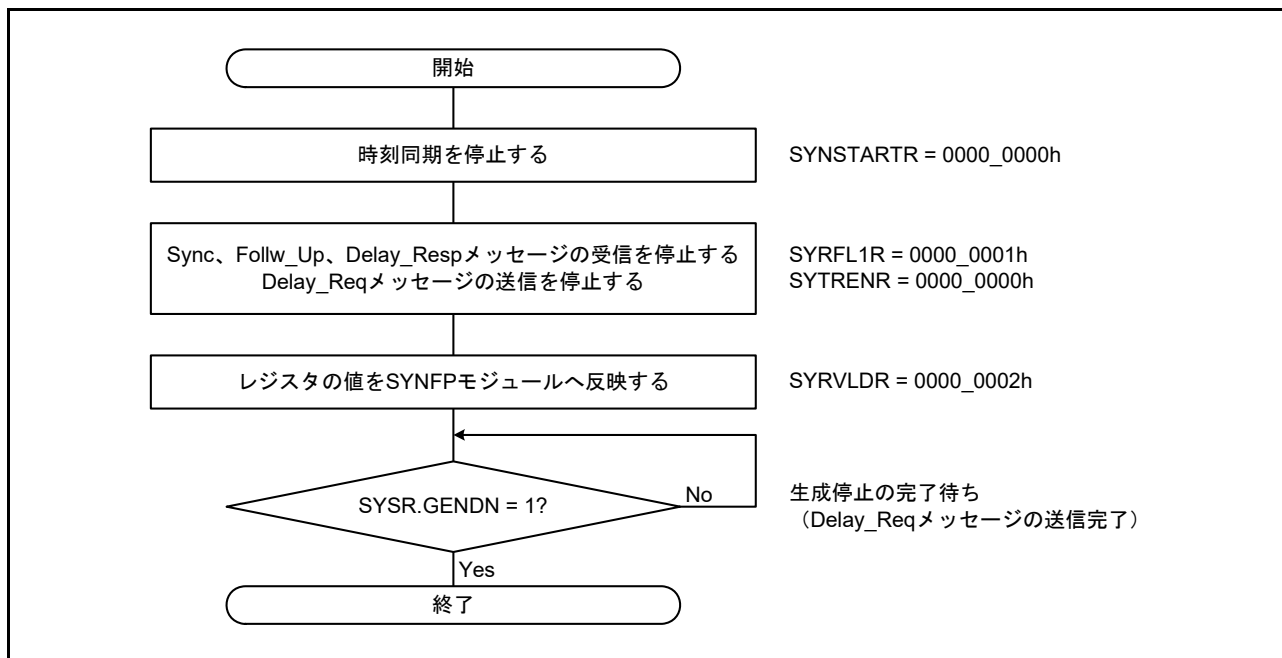 開始
時刻同期を停止する
SYNSTARTR = 0000_0000h
Sync、Follw_Up、Delay_Respメッセージの受信を停止する
Delay_Reqメッセージの送信を停止する
SYRFL1R = 0000_0001h
SYTRENR = 0000_0000h
レジスタの値をSYNFPモジュールへ反映する
SYRVLDR = 0000_0002h
SYSR.GENDN = 1?
No
生成停止の完了待ち
（Delay_Reqメッセージの送信完了）
Yes
終了